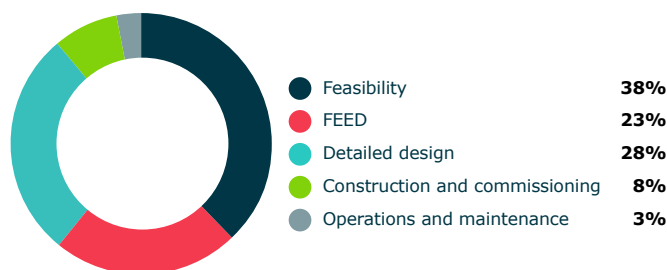 Feasibility 38%
FEED 23%
Detailed design 28%
Construction and commissioning 8%
Operations and maintenance 3%